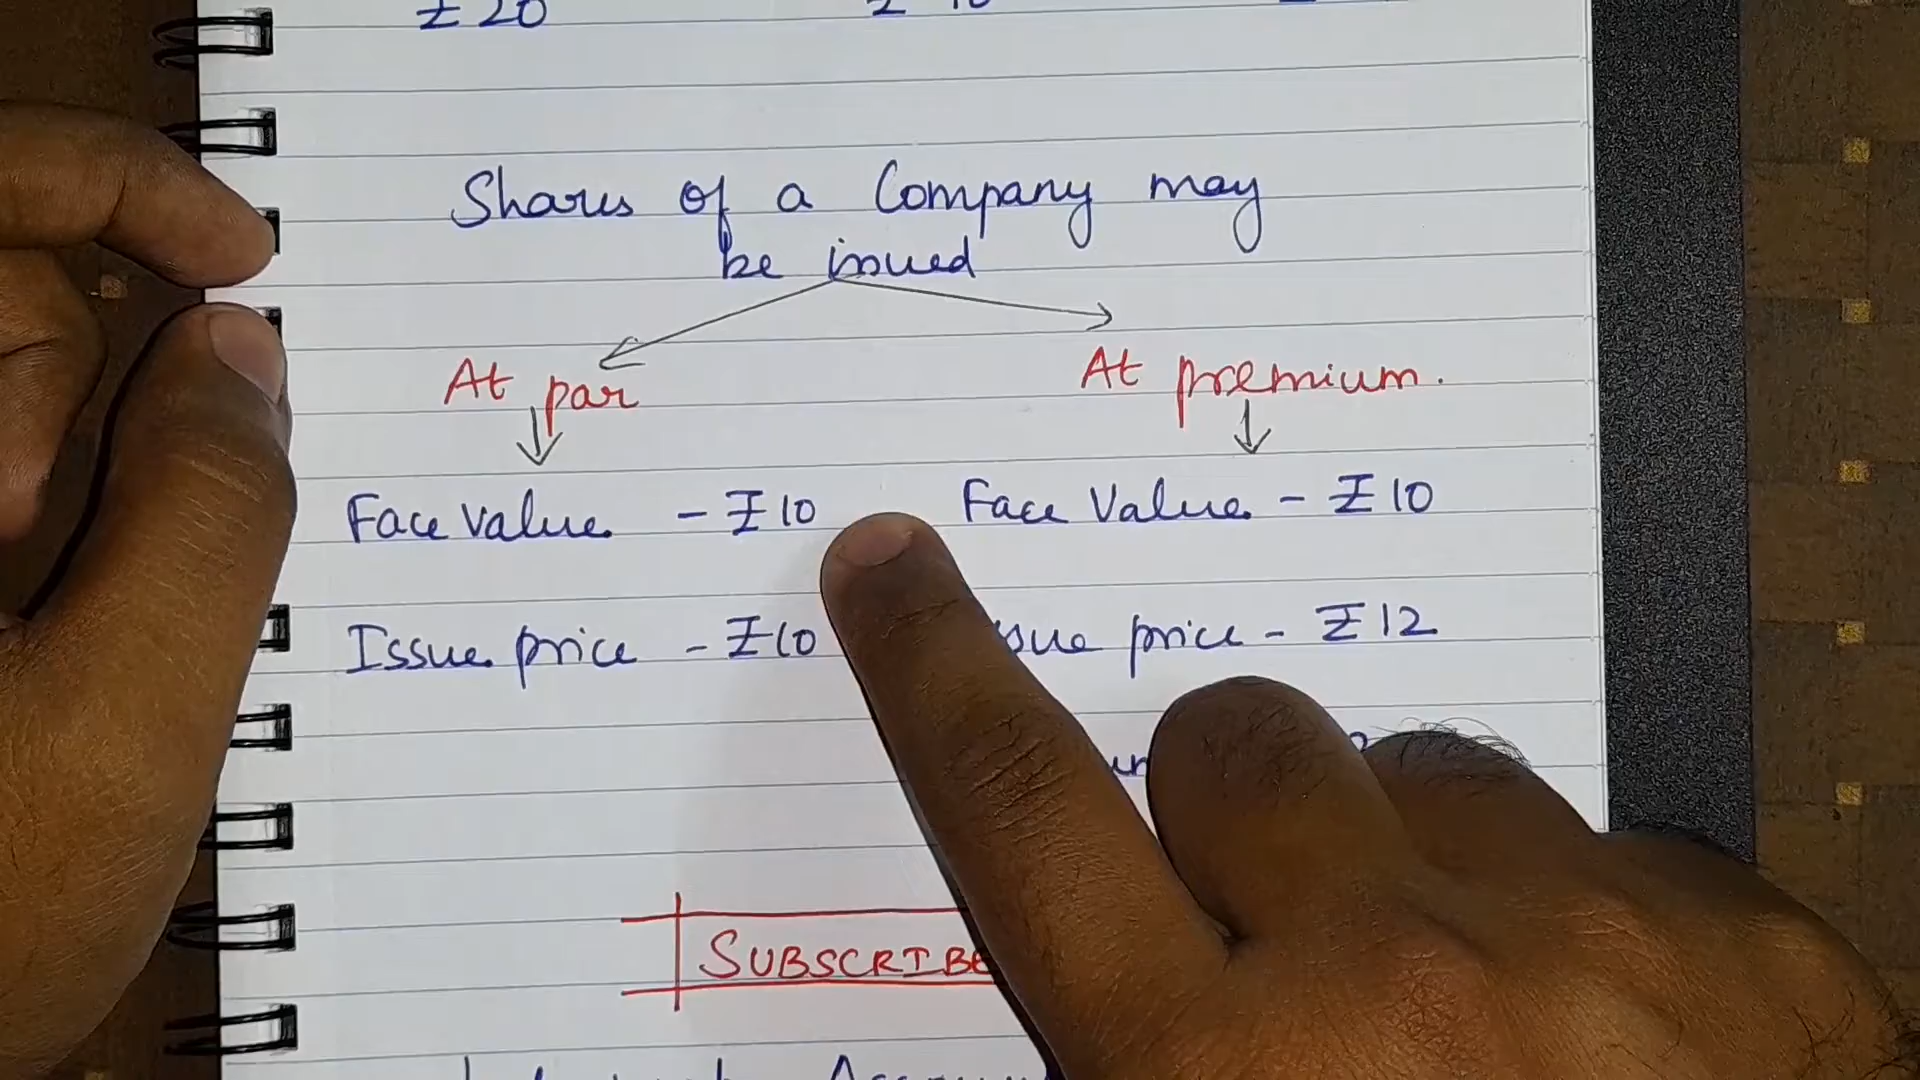 ₹20
Shares of a Company may
be issued
At par
At premium.
Face value - ₹10
Face Value - ₹10
Issue price - ₹10
price - ₹12
SUBSCRIBE